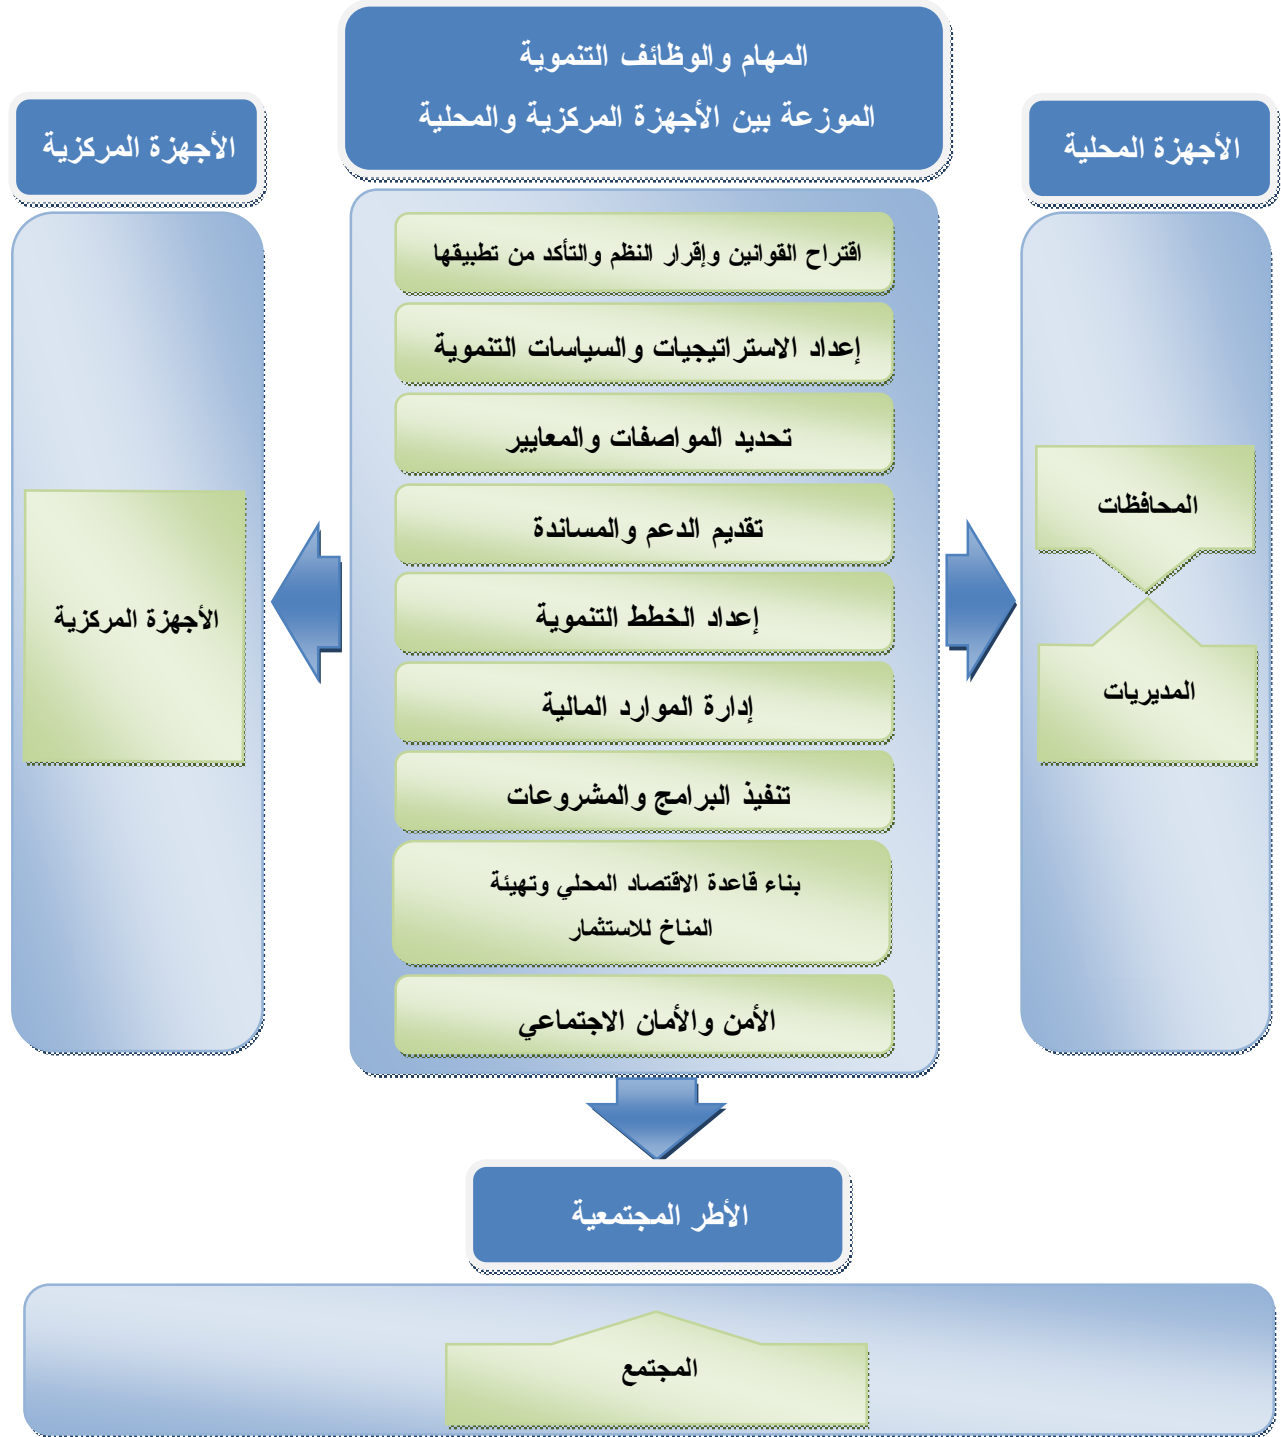 المهام والوظائف التنموية
الموزعة بين الأجهزة المركزية والمحلية
الأجهزة المحلية
الأجهزة المركزية
اقتراح القوانين وإقرار النظم والتأكد من تطبيقها
إعداد الاستراتيجيات والسياسات التنموية
تحديد المواصفات والمعايير
تقديم الدعم والمساندة
إعداد الخطط التنموية
إدارة الموارد المالية
تنفيذ البرامج والمشروعات
بناء قاعدة الاقتصاد المحلي وتهيئة
المناخ للاستثمار
الأمن والأمان الاجتماعي
المحافظات
المديريات
الأجهزة المركزية
الأطر المجتمعية
المجتمع